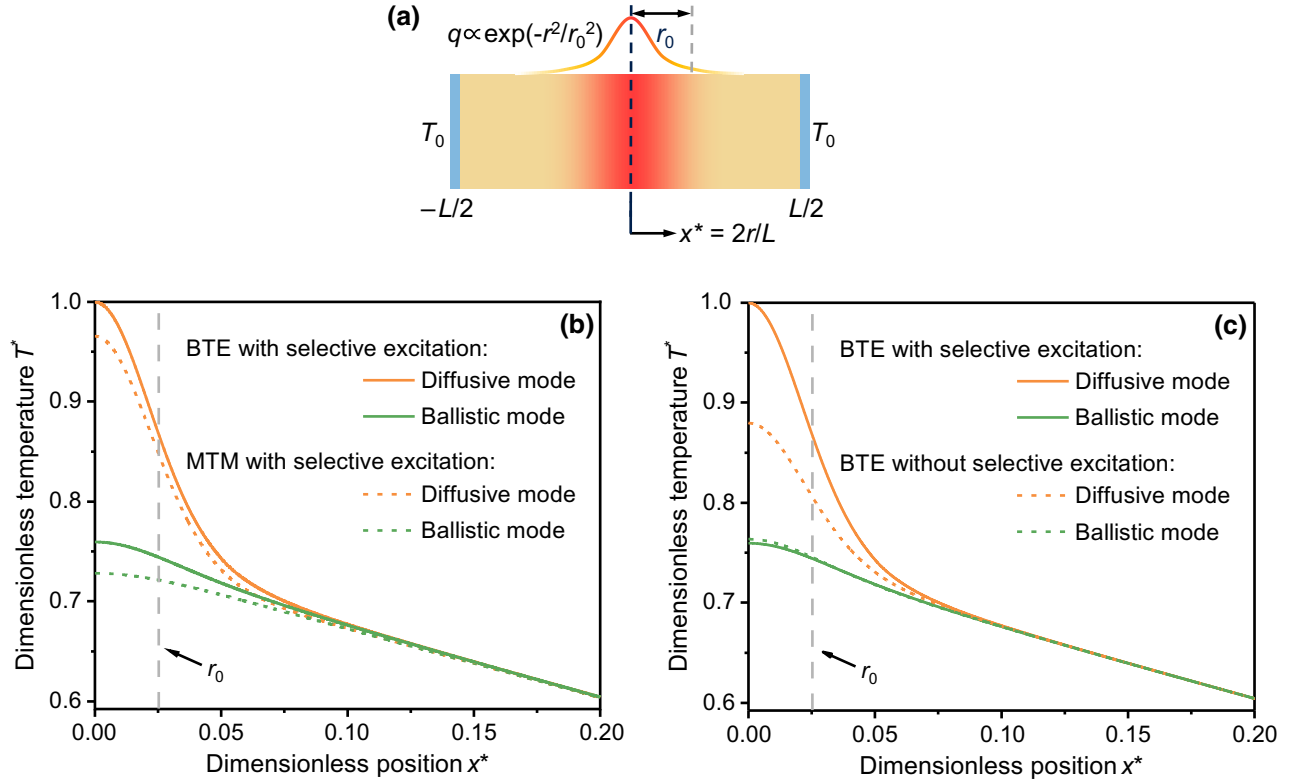 (a)
q∝exp(-r²/r₀²)
r₀
T₀
T₀
−L/2
L/2
x* = 2r/L
(b)
1.0
0.9
0.8
0.7
0.6
Dimensionless temperature T*
BTE with selective excitation:
Diffusive mode
Ballistic mode
MTM with selective excitation:
Diffusive mode
Ballistic mode
r₀
0.00
0.05
0.10
0.15
0.20
Dimensionless position x*
(c)
1.0
0.9
0.8
0.7
0.6
Dimensionless temperature T*
BTE with selective excitation:
Diffusive mode
Ballistic mode
BTE without selective excitation:
Diffusive mode
Ballistic mode
r₀
0.00
0.05
0.10
0.15
0.20
Dimensionless position x*